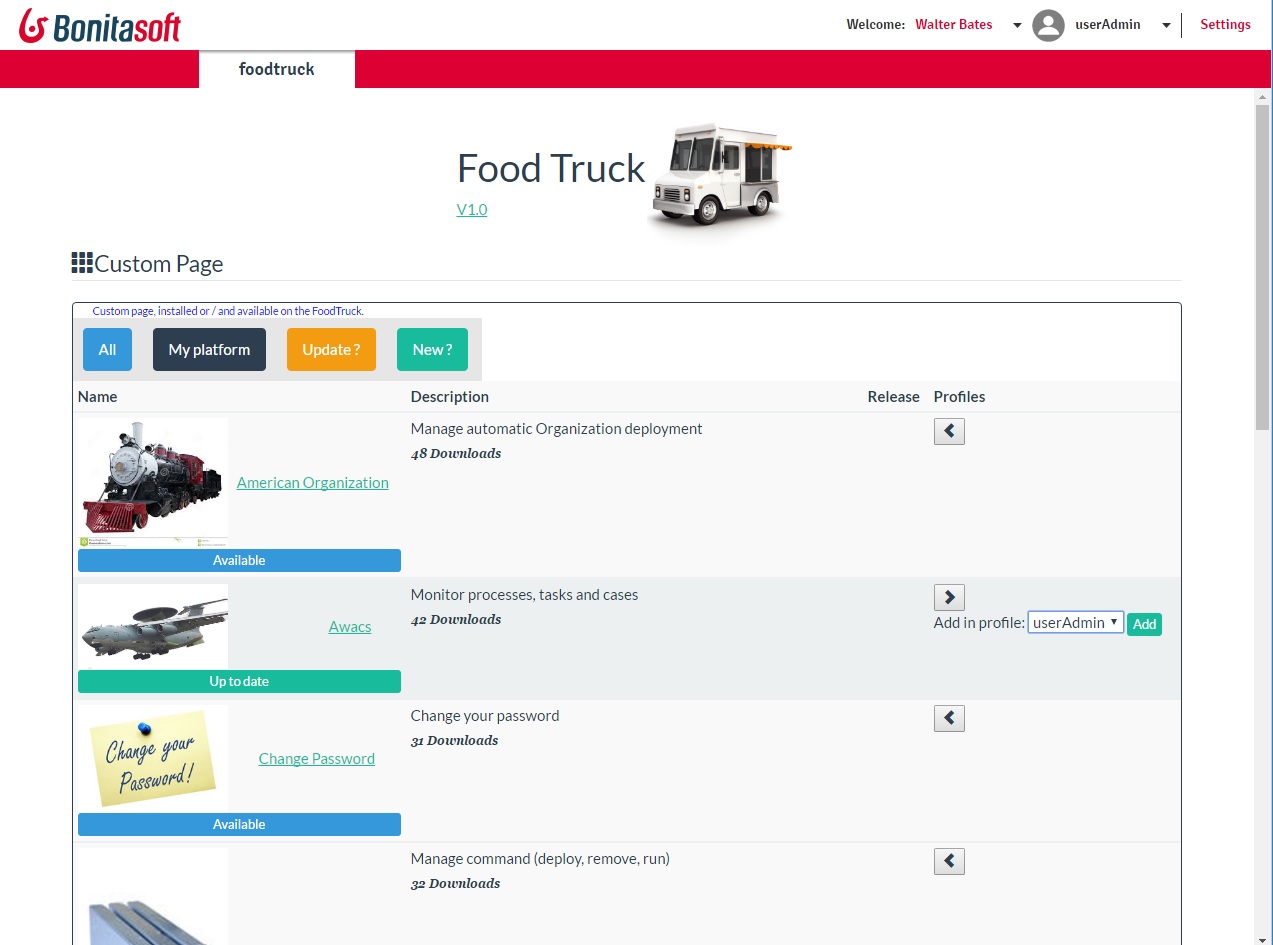 Bonitasoft
Welcome: Walter Bates userAdmin Settings
foodtruck
Food Truck
V1.0
Custom Page
Custom page, installed or / and available on the FoodTruck.
All My platform Update ? New ?
Name Description Release Profiles
Manage automatic Organization deployment
48 Downloads
American Organization
Available
Monitor processes, tasks and cases
42 Downloads
Awacs
Add in profile: userAdmin Add
Up to date
Change your password
31 Downloads
Change your
Password!
Change Password
Available
Manage command (deploy, remove, run)
32 Downloads